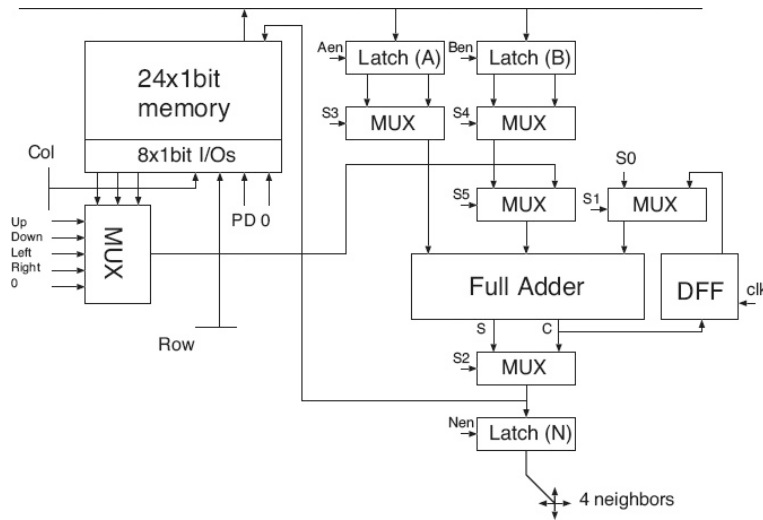 Aen
Latch (A)
Ben
Latch (B)
24x1bit
memory
S3
MUX
S4
MUX
8x1bit I/Os
Col
S0
S5
MUX
S1
MUX
Up
Down
Left
Right
0
MUX
PD 0
Full Adder
DFF
clk
Row
S
C
S2
MUX
Nen
Latch (N)
4 neighbors